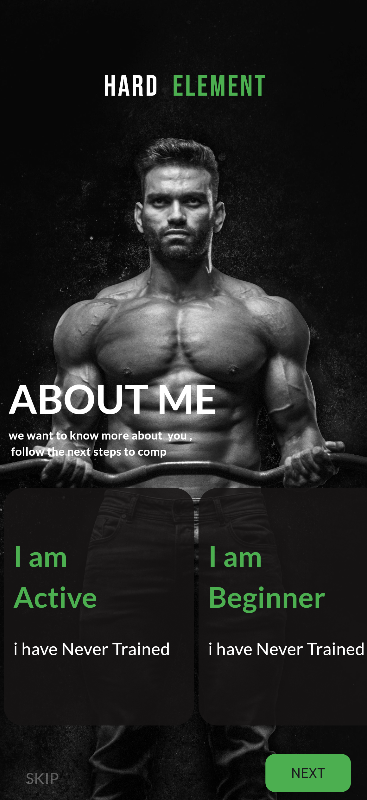 HARD ELEMENT
ABOUT ME
we want to know more about you ,
follow the next steps to comp
I am
Active
i have Never Trained
I am
Beginner
i have Never Trained
SKIP
NEXT